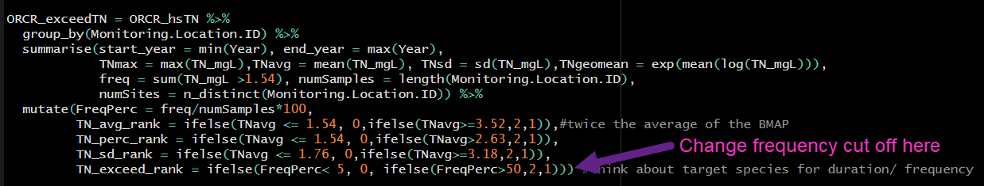 ORCR_exceedTN = ORCR_hsTN %>%
group_by(Monitoring.Location.ID) %>%
summarise(start_year = min(Year), end_year = max(Year),
TNmax = max(TN_mgL),TNavg = mean(TN_mgL), TNsd = sd(TN_mgL),TNgeomean = exp(mean(log(TN_mgL))),
freq = sum(TN_mgL >1.54), numSamples = length(Monitoring.Location.ID),
numSites = n_distinct(Monitoring.Location.ID)) %>%
mutate(FreqPerc = freq/numSamples*100,
TN_avg_rank = ifelse(TNavg <= 1.54, 0,ifelse(TNavg>=3.52,2,1)),#twice the average of the BMAP
TN_perc_rank = ifelse(TNavg <= 1.54, 0,ifelse(TNavg>2.63,2,1)),
TN_sd_rank = ifelse(TNavg <= 1.76, 0,ifelse(TNavg>=3.18,2,1)),
Change frequency cut off here
TN_exceed_rank = ifelse(FreqPerc< 5, 0, ifelse(FreqPerc>50,2,1))) #think about target species for duration/ frequency